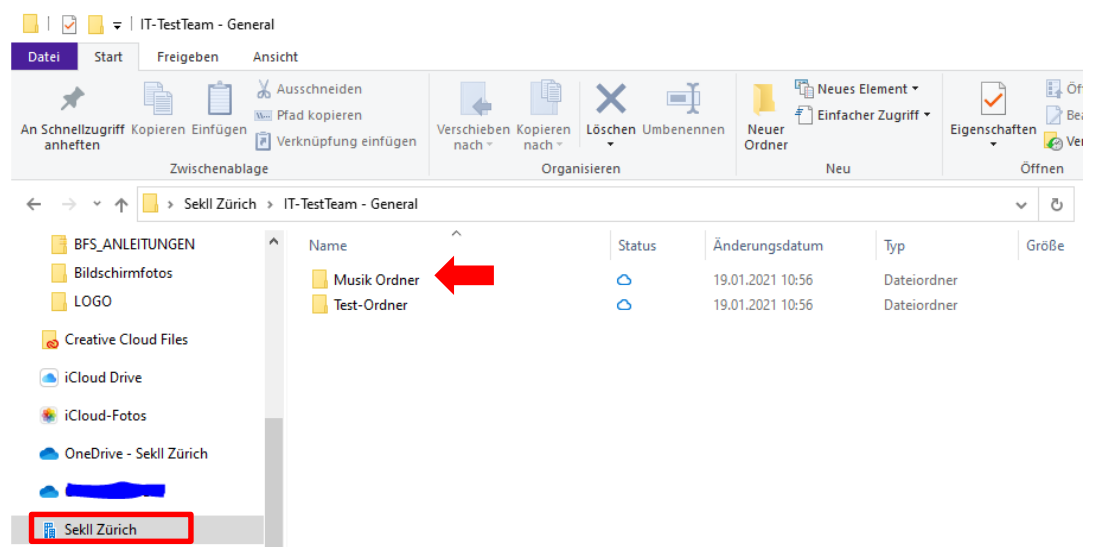 IT-TestTeam - General
Datei Start Freigeben Ansicht
An Schnellzugriff anheften
Kopieren
Einfügen
Ausschneiden
Pfad kopieren
Verknüpfung einfügen
Zwischenablage
Verschieben nach
Kopieren nach
Löschen
Umbenennen
Organisieren
Neuer Ordner
Neues Element
Einfacher Zugriff
Neu
Eigenschaften
Öffnen
SekII Zürich > IT-TestTeam - General
BFS_ANLEITUNGEN
Bildschirmfotos
LOGO
Creative Cloud Files
iCloud Drive
iCloud-Fotos
OneDrive - SekII Zürich
SekII Zürich
Name Status Änderungsdatum Typ Größe
Musik Ordner 19.01.2021 10:56 Dateiordner
Test-Ordner 19.01.2021 10:56 Dateiordner